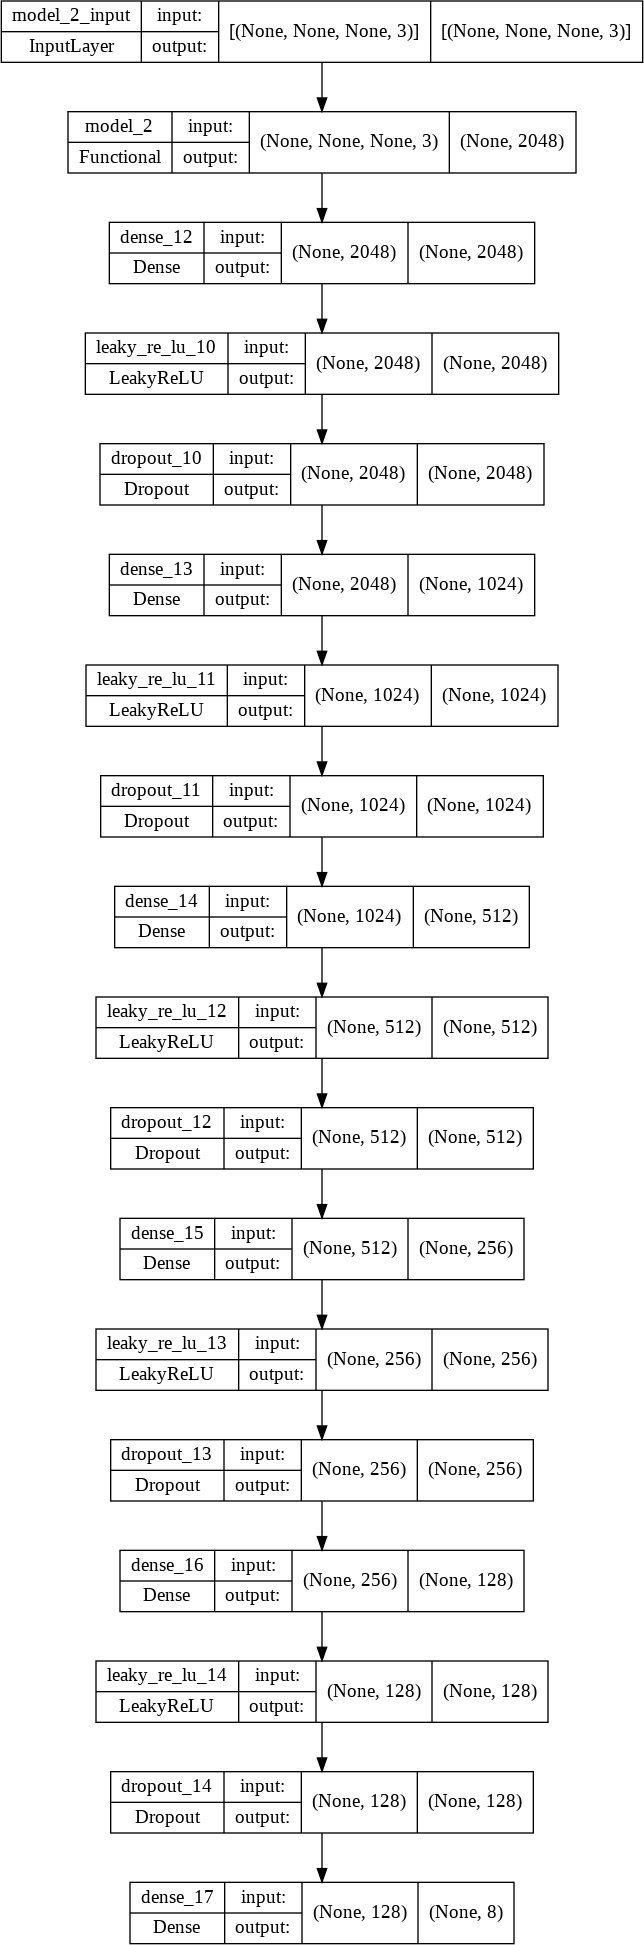 model_2_input input: [(None, None, None, 3)] [(None, None, None, 3)]
InputLayer output:
model_2 input: (None, None, None, 3) (None, 2048)
Functional output:
dense_12 input: (None, 2048) (None, 2048)
Dense output:
leaky_re_lu_10 input: (None, 2048) (None, 2048)
LeakyReLU output:
dropout_10 input: (None, 2048) (None, 2048)
Dropout output:
dense_13 input: (None, 2048) (None, 1024)
Dense output:
leaky_re_lu_11 input: (None, 1024) (None, 1024)
LeakyReLU output:
dropout_11 input: (None, 1024) (None, 1024)
Dropout output:
dense_14 input: (None, 1024) (None, 512)
Dense output:
leaky_re_lu_12 input: (None, 512) (None, 512)
LeakyReLU output:
dropout_12 input: (None, 512) (None, 512)
Dropout output:
dense_15 input: (None, 512) (None, 256)
Dense output:
leaky_re_lu_13 input: (None, 256) (None, 256)
LeakyReLU output:
dropout_13 input: (None, 256) (None, 256)
Dropout output:
dense_16 input: (None, 256) (None, 128)
Dense output:
leaky_re_lu_14 input: (None, 128) (None, 128)
LeakyReLU output:
dropout_14 input: (None, 128) (None, 128)
Dropout output:
dense_17 input: (None, 128) (None, 8)
Dense output: